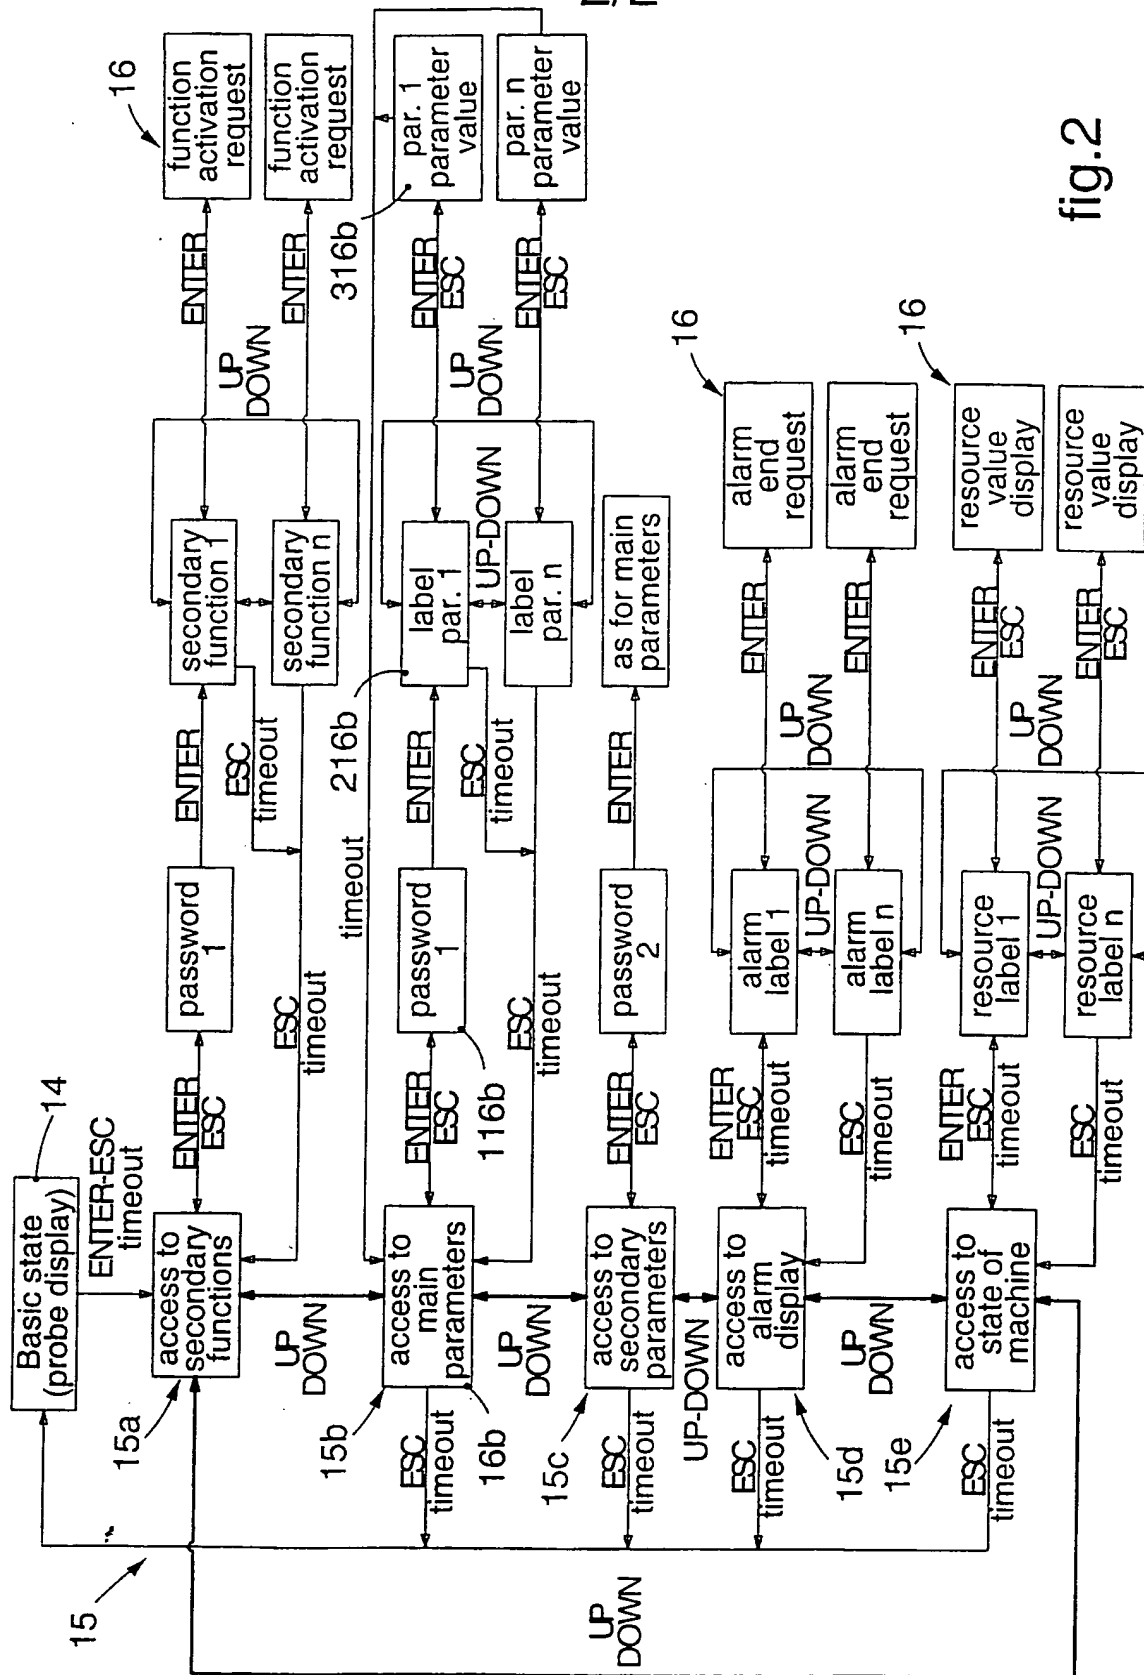 Basic state
(probe display)
14
ENTER-ESC
timeout
15
15a
access to
secondary
functions
ENTER
ESC
password
1
ENTER
secondary
function 1
ENTER
function
activation
request
16
ESC
timeout
secondary
function n
ENTER
function
activation
request
UP
DOWN
ESC
timeout
UP
DOWN
timeout
15b
access to
main
parameters
16b
ENTER
ESC
password
1
116b
ENTER
label
par. 1
216b
ENTER
ESC
par. 1
parameter
value
316b
ESC
timeout
UP-DOWN
UP
DOWN
label
par. n
ENTER
ESC
par. n
parameter
value
ESC
timeout
ESC
timeout
UP
DOWN
15c
access to
secondary
parameters
ENTER
ESC
password
2
ENTER
as for main
parameters
ESC
timeout
UP-DOWN
15d
access to
alarm
display
ENTER
ESC
timeout
alarm
label 1
ENTER
alarm
end
request
16
UP-DOWN
UP
DOWN
alarm
label n
ENTER
alarm
end
request
ESC
timeout
ESC
timeout
UP
DOWN
15e
access to
state of
machine
ENTER
ESC
timeout
resource
label 1
ENTER
ESC
resource
value
display
16
UP-DOWN
UP
DOWN
resource
label n
ENTER
ESC
resource
value
display
ESC
timeout
ESC
timeout
UP
DOWN
fig.2